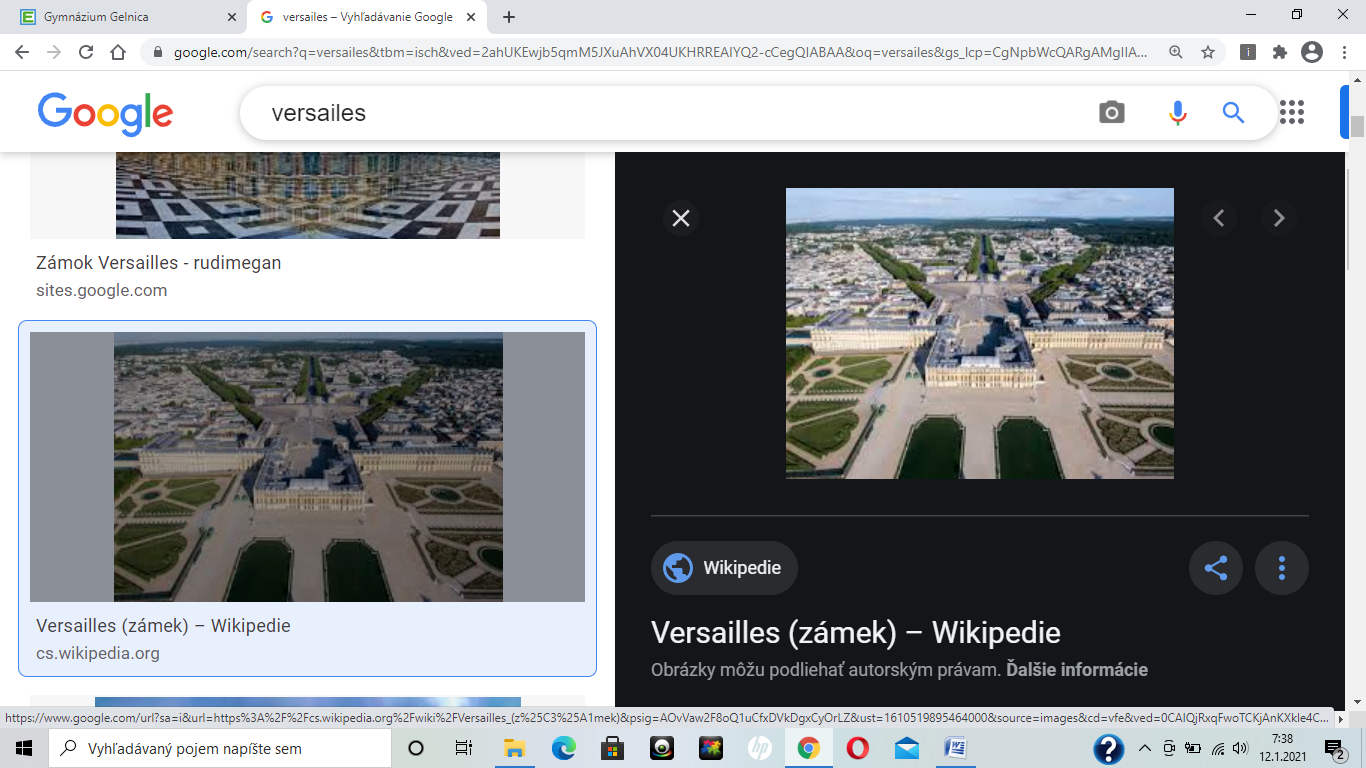 Gymnázium Gelnica
versailes – Vyhľadávanie Google
google.com/search?q=versailes&tbm=isch&ved=2ahUKEwjb5qmM5JXuAhVX04UKHRREAIYQ2-cCegQIABAA&oq=versailes&gs_lcp=CgNpbWcQARgAMgIIA...
Google
versailes
Zámok Versailles - rudimegan
sites.google.com
Versailles (zámek) – Wikipedie
cs.wikipedia.org
Wikipedie
Versailles (zámek) – Wikipedie
Obrázky môžu podliehať autorským právam. Ďalšie informácie
https://www.google.com/url?sa=i&url=https%3A%2F%2Fcs.wikipedia.org%2Fwiki%2FVersailles_(z%25C3%25A1mek)&psig=AOvVaw2F8oQ1uCfxDVkDgxCyOrLZ&ust=1610519895464000&source=images&cd=vfe&ved=0CAIQjRxqFwoTCKjAnKXkle4C...
Vyhľadávaný pojem napíšte sem
hp
7:38
12.1.2021
2